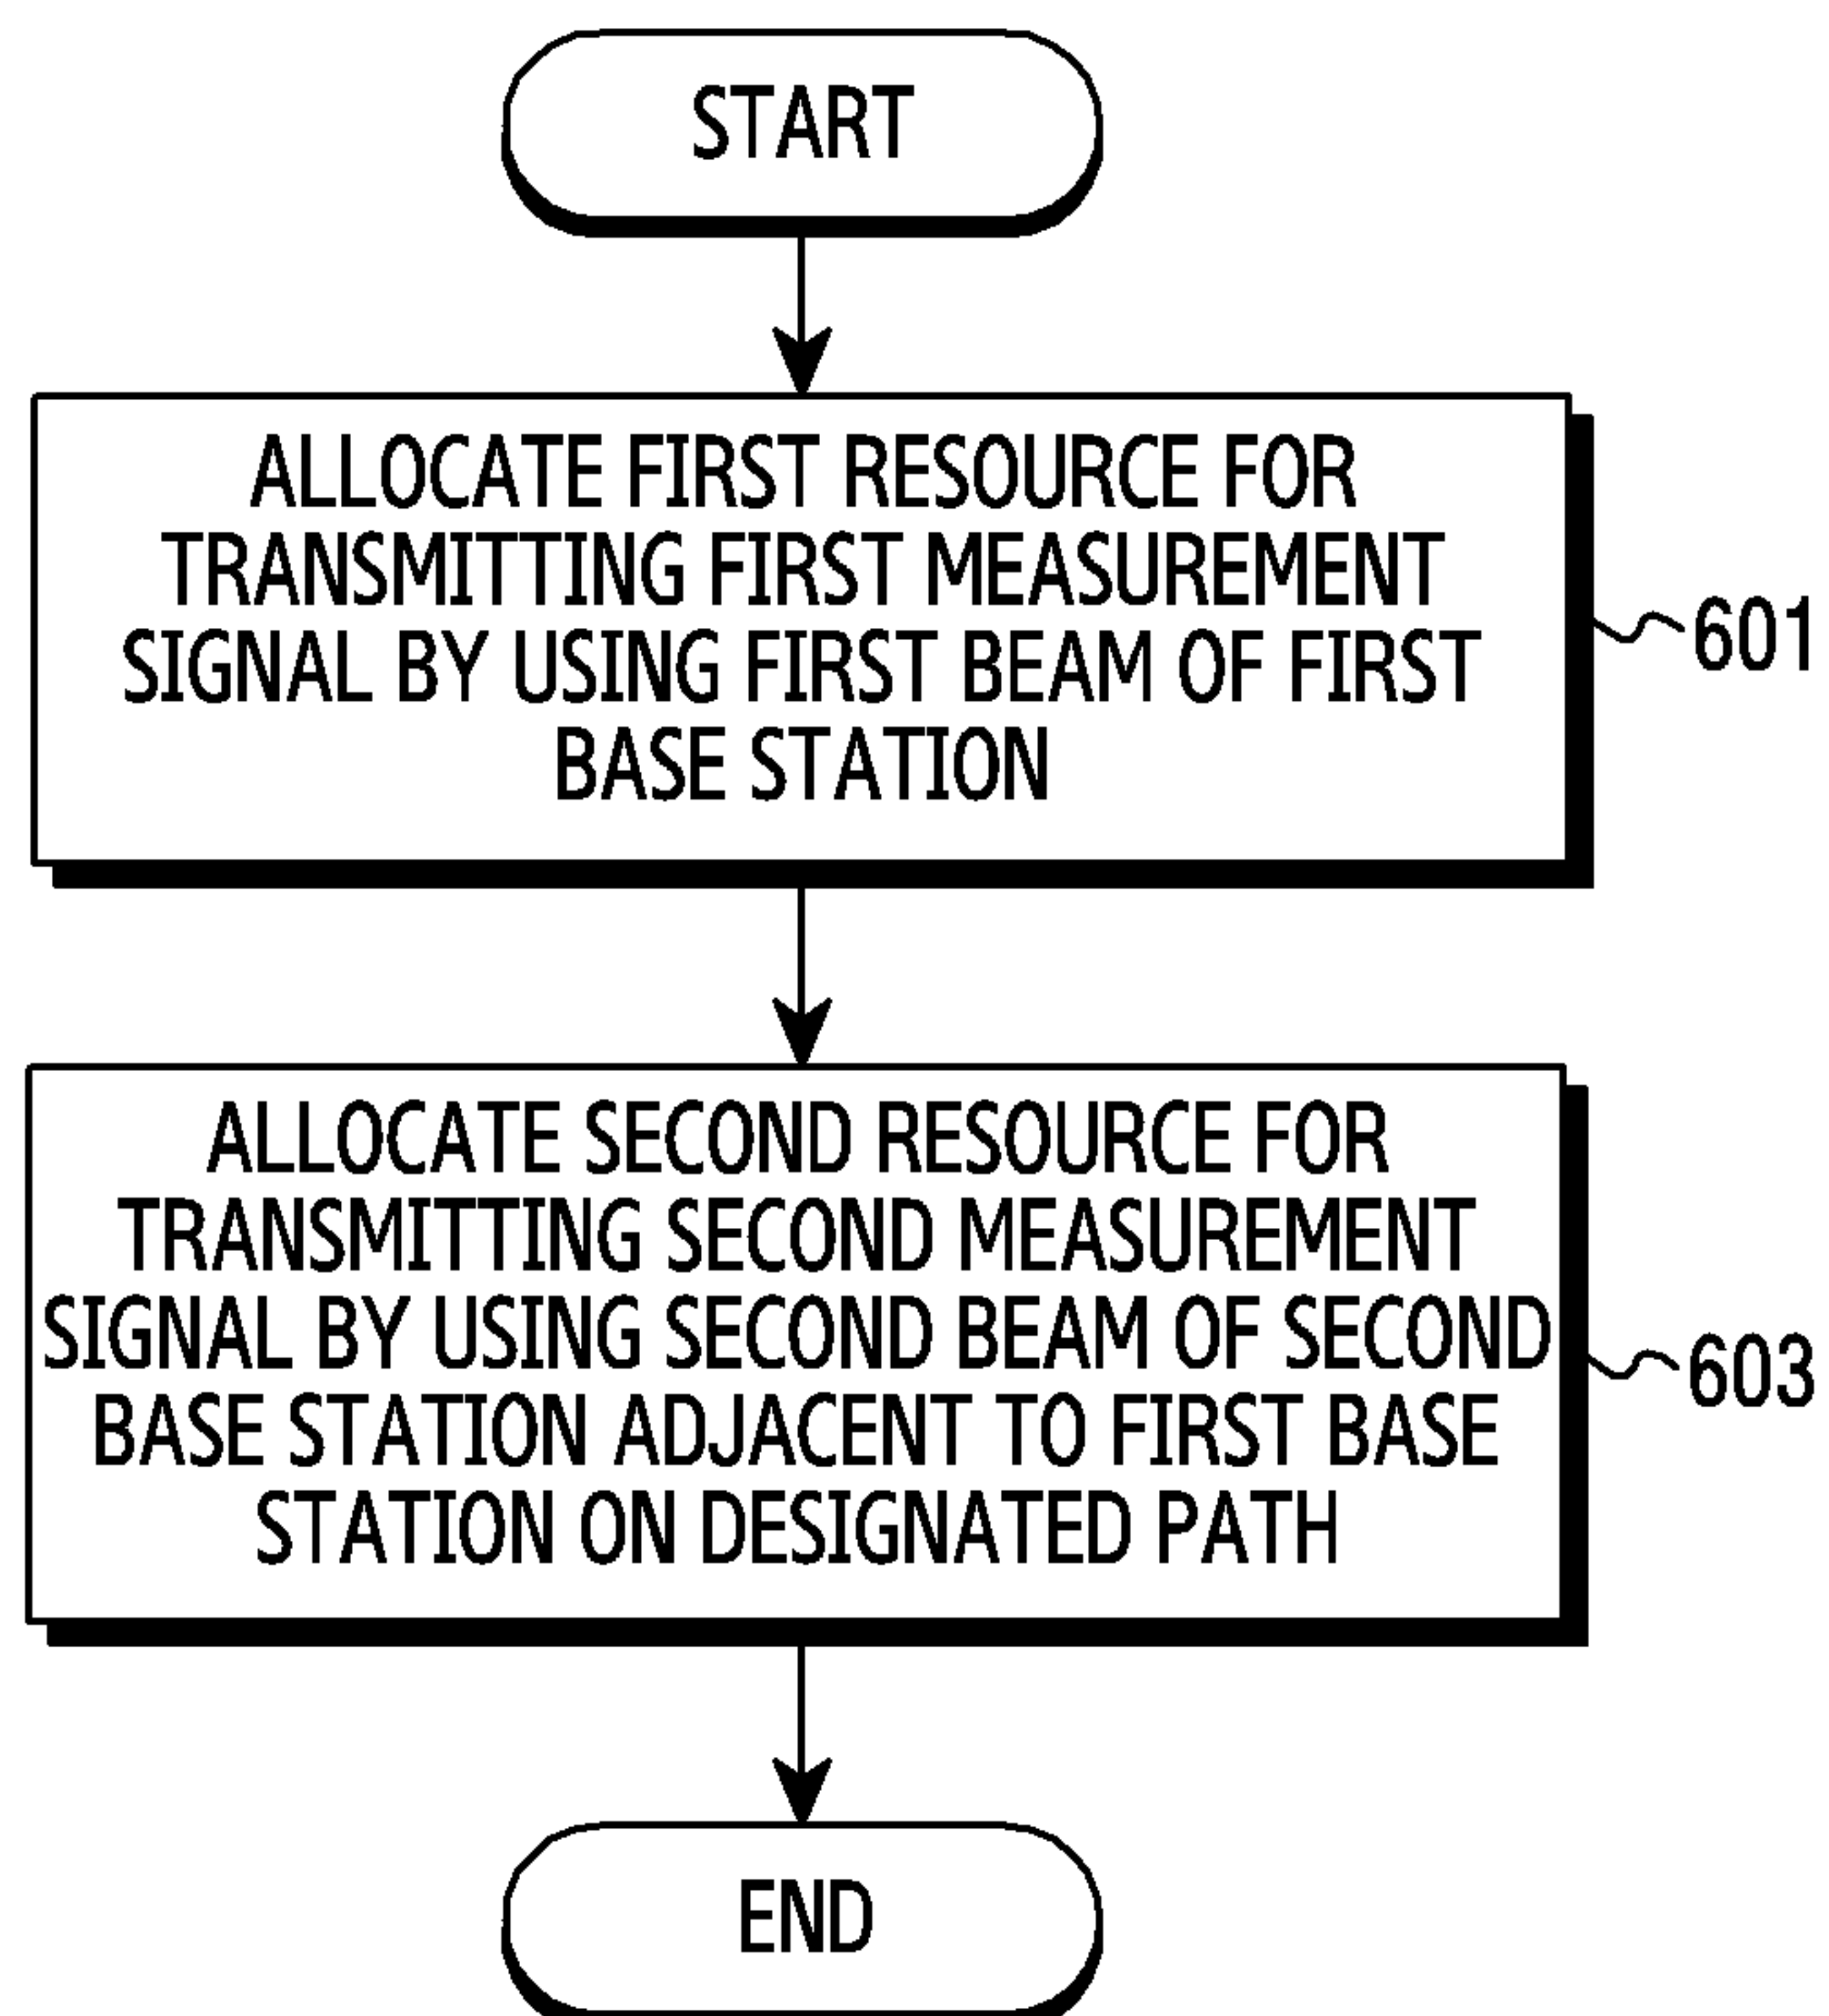 START
ALLOCATE FIRST RESOURCE FOR
TRANSMITTING FIRST MEASUREMENT
SIGNAL BY USING FIRST BEAM OF FIRST
BASE STATION
601
ALLOCATE SECOND RESOURCE FOR
TRANSMITTING SECOND MEASUREMENT
SIGNAL BY USING SECOND BEAM OF SECOND
BASE STATION ADJACENT TO FIRST BASE
STATION ON DESIGNATED PATH
603
END